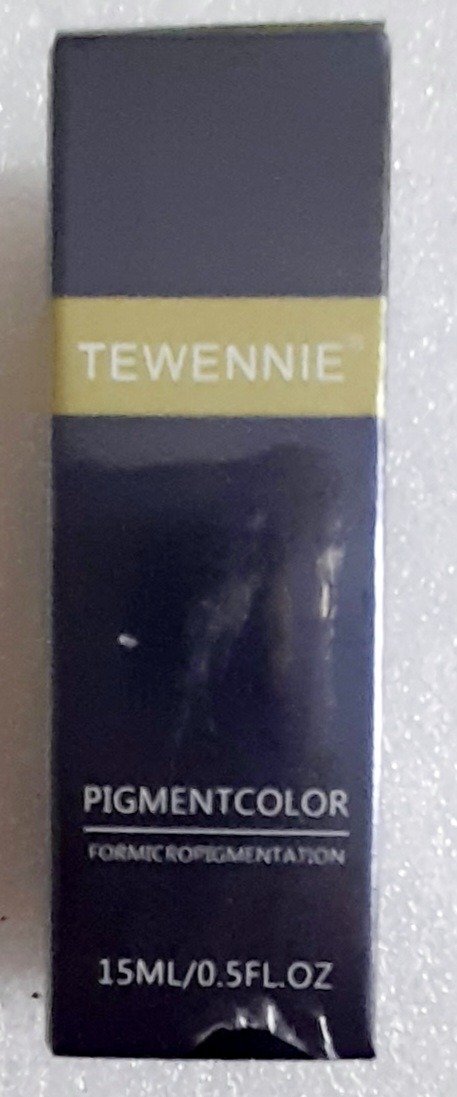 TEWENNIE
PIGMENTCOLOR
FORMICROPIGMENTATION
15ML/0.5FL.OZ